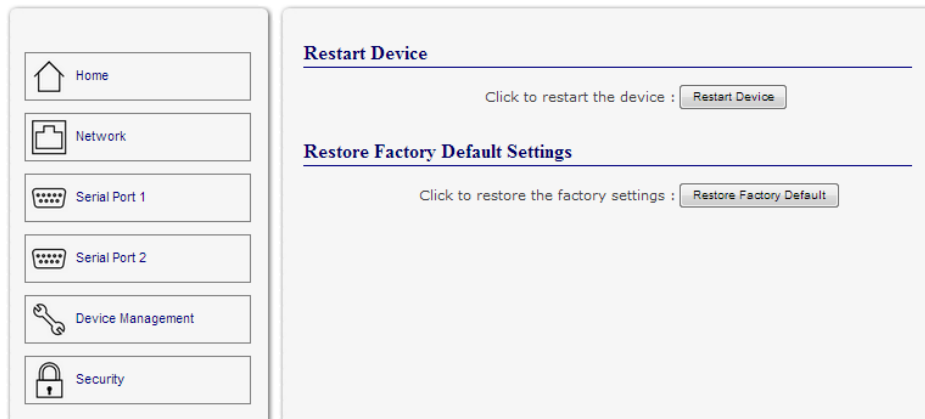 Home
Network
Serial Port 1
Serial Port 2
Device Management
Security
Restart Device
Click to restart the device : Restart Device
Restore Factory Default Settings
Click to restore the factory settings : Restore Factory Default